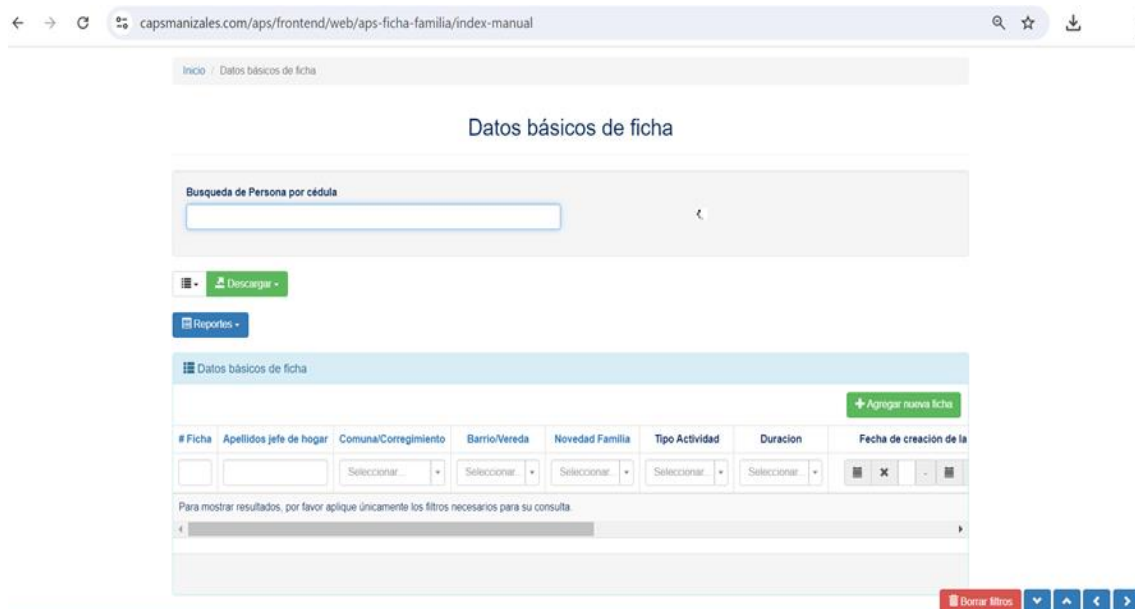 capsmanizales.com/aps/frontend/web/aps-ficha-familia/index-manual
Inicio / Datos básicos de ficha
Datos básicos de ficha
Busqueda de Persona por cédula
Descargar
Reportes
Datos básicos de ficha
Agregar nueva ficha
# Ficha Apellidos jefe de hogar Comuna/Corregimiento Barrio/Vereda Novedad Familia Tipo Actividad Duracion Fecha de creación de la
Seleccionar... Seleccionar... Seleccionar... Seleccionar... Seleccionar... -
Para mostrar resultados, por favor aplique únicamente los filtros necesarios para su consulta.
Borrar filtros